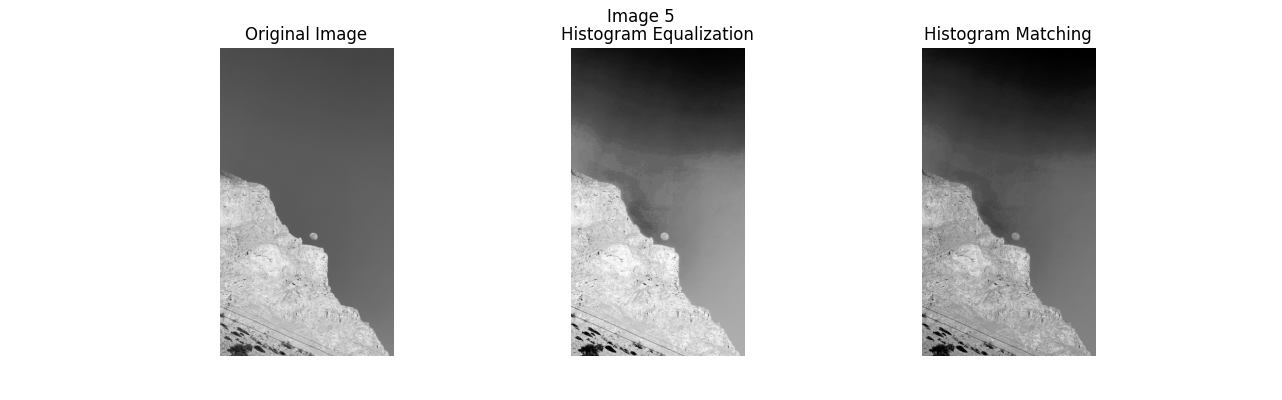 Image 5
Original Image
Histogram Equalization
Histogram Matching